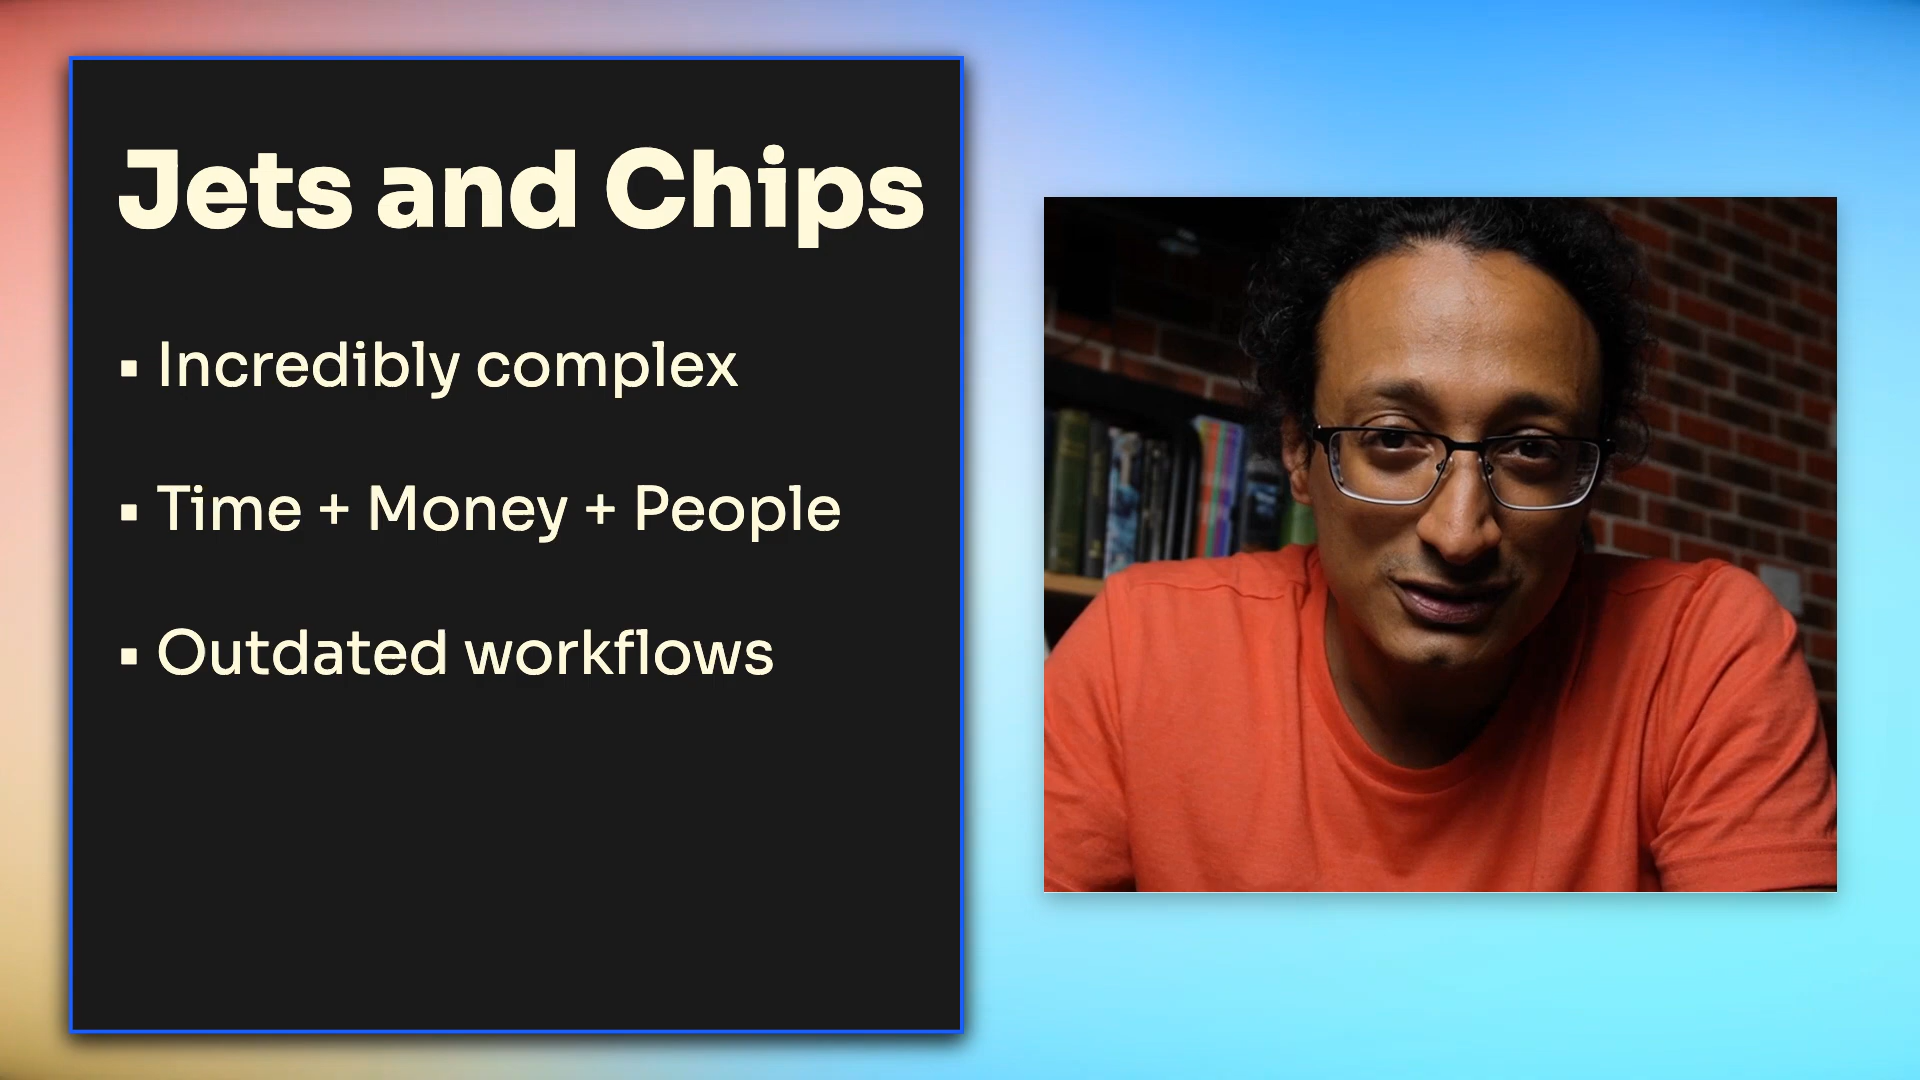 Jets and Chips
▪ Incredibly complex
▪ Time + Money + People
▪ Outdated workflows